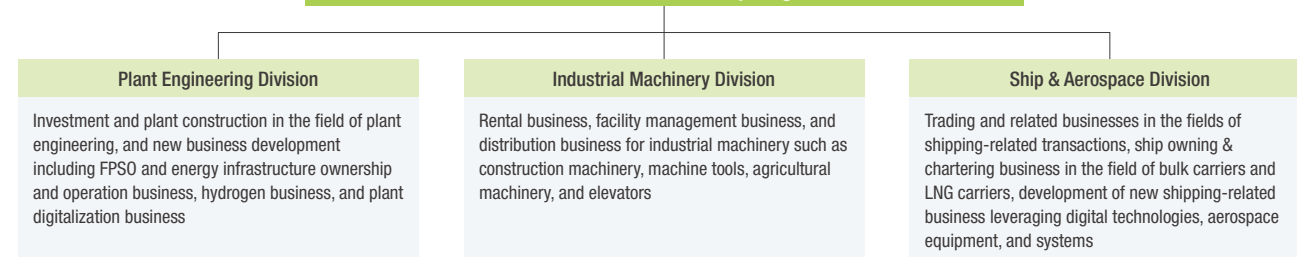 Plant Engineering Division
Investment and plant construction in the field of plant
engineering, and new business development
including FPSO and energy infrastructure ownership
and operation business, hydrogen business, and plant
digitalization business
Industrial Machinery Division
Rental business, facility management business, and
distribution business for industrial machinery such as
construction machinery, machine tools, agricultural
machinery, and elevators
Ship & Aerospace Division
Trading and related businesses in the fields of
shipping-related transactions, ship owning &
chartering business in the field of bulk carriers and
LNG carriers, development of new shipping-related
business leveraging digital technologies, aerospace
equipment, and systems